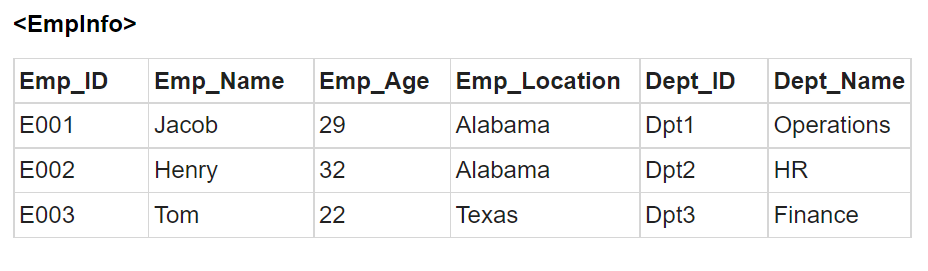 <EmpInfo>
Emp_ID Emp_Name Emp_Age Emp_Location Dept_ID Dept_Name
E001 Jacob 29 Alabama Dpt1 Operations
E002 Henry 32 Alabama Dpt2 HR
E003 Tom 22 Texas Dpt3 Finance